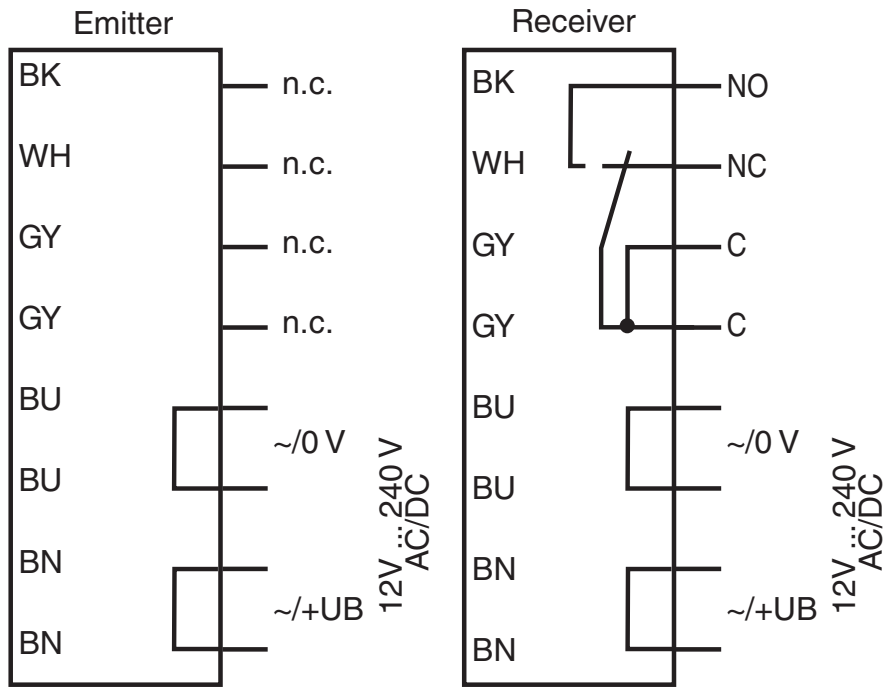 Emitter
BK n.c.
WH n.c.
GY n.c.
GY n.c.
BU
~/0 V
BU
BN
~/+UB
BN
12V ... 240 V
AC/DC
Receiver
BK NO
WH NC
GY C
GY C
BU
~/0 V
BU
BN
~/+UB
BN
12V ... 240 V
AC/DC